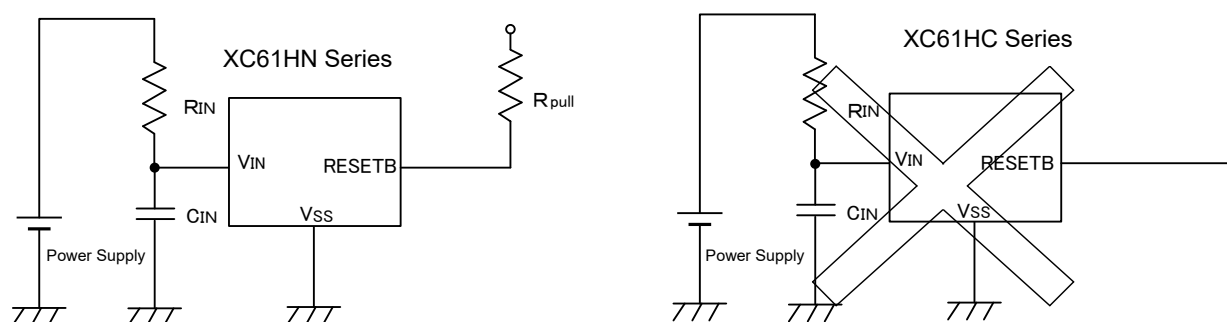 XC61HN Series
RIN
Rpull
VIN
RESETB
CIN
VSS
Power Supply
XC61HC Series
RIN
VIN
RESETB
CIN
VSS
Power Supply